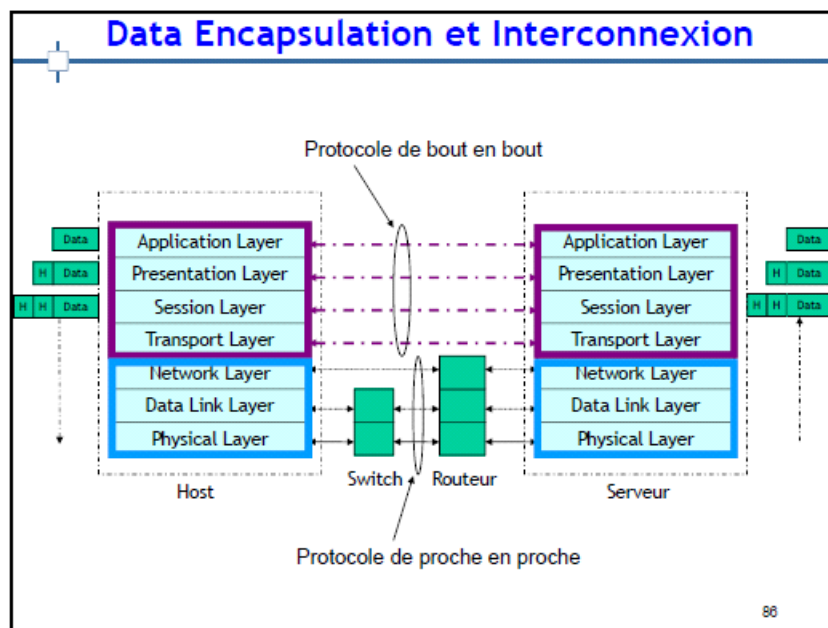 Data Encapsulation et Interconnexion
Protocole de bout en bout
Data
H Data
H H Data
Application Layer
Presentation Layer
Session Layer
Transport Layer
Network Layer
Data Link Layer
Physical Layer
Host
Switch
Routeur
Application Layer
Presentation Layer
Session Layer
Transport Layer
Network Layer
Data Link Layer
Physical Layer
Serveur
Data
H Data
H H Data
Protocole de proche en proche
86